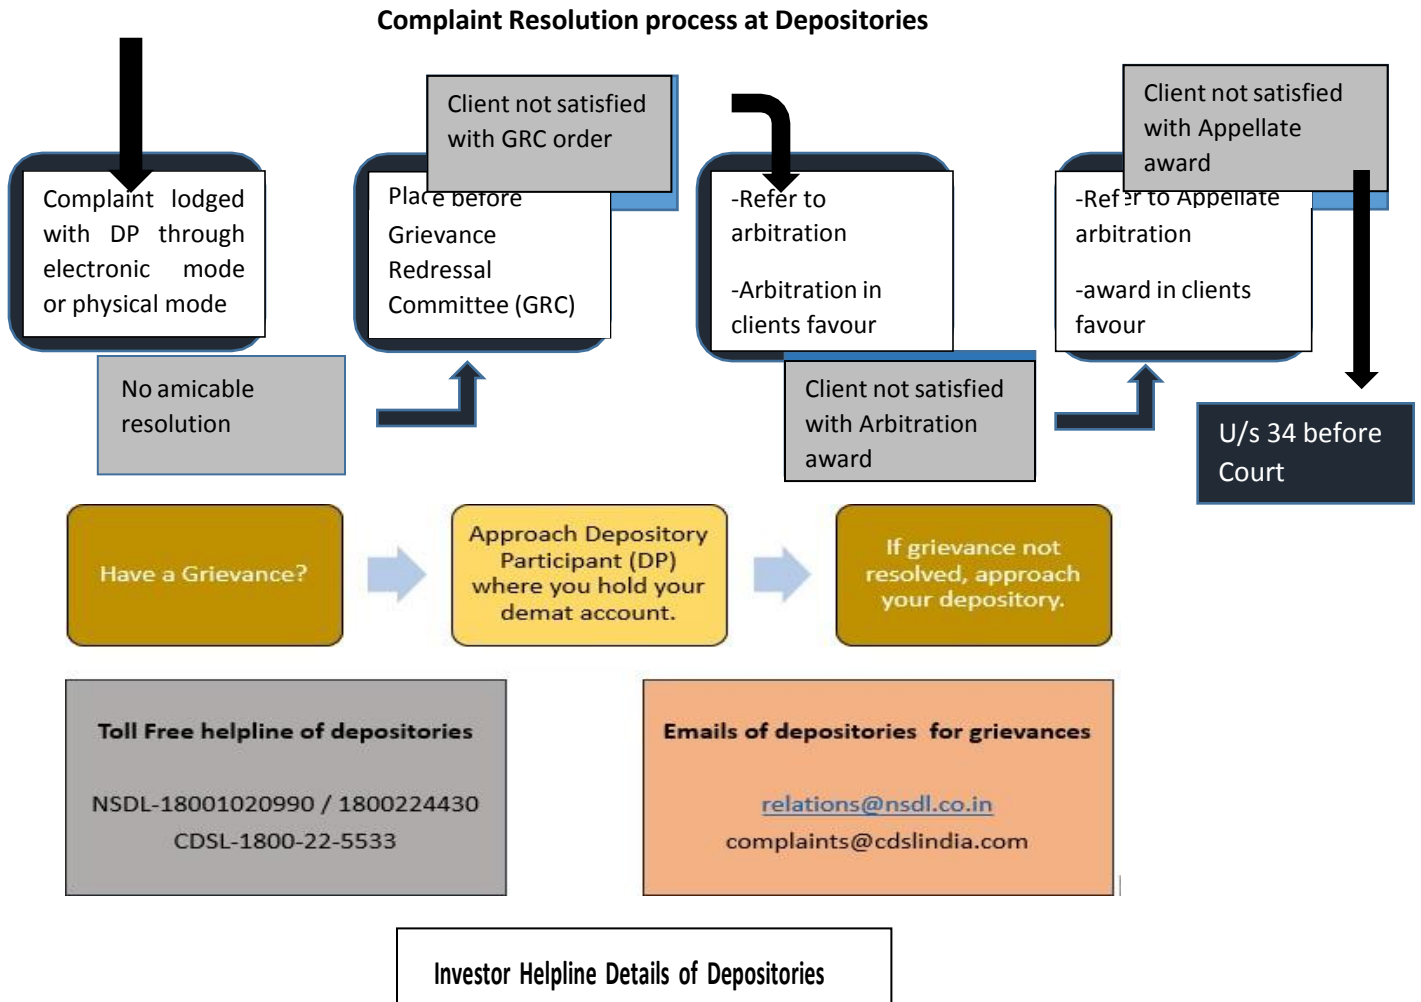 Complaint Resolution process at Depositories
Complaint lodged
with DP through
electronic mode
or physical mode
No amicable
resolution
Place before
Grievance
Redressal
Committee (GRC)
Client not satisfied
with GRC order
-Refer to
arbitration
-Arbitration in
clients favour
Client not satisfied
with Arbitration
award
-Refer to Appellate
arbitration
-award in clients
favour
Client not satisfied
with Appellate
award
U/s 34 before
Court
Have a Grievance?
Approach Depository
Participant (DP)
where you hold your
demat account.
If grievance not
resolved, approach
your depository.
Toll Free helpline of depositories
NSDL-18001020990 / 1800224430
CDSL-1800-22-5533
Emails of depositories for grievances
relations@nsdl.co.in
complaints@cdslindia.com
Investor Helpline Details of Depositories